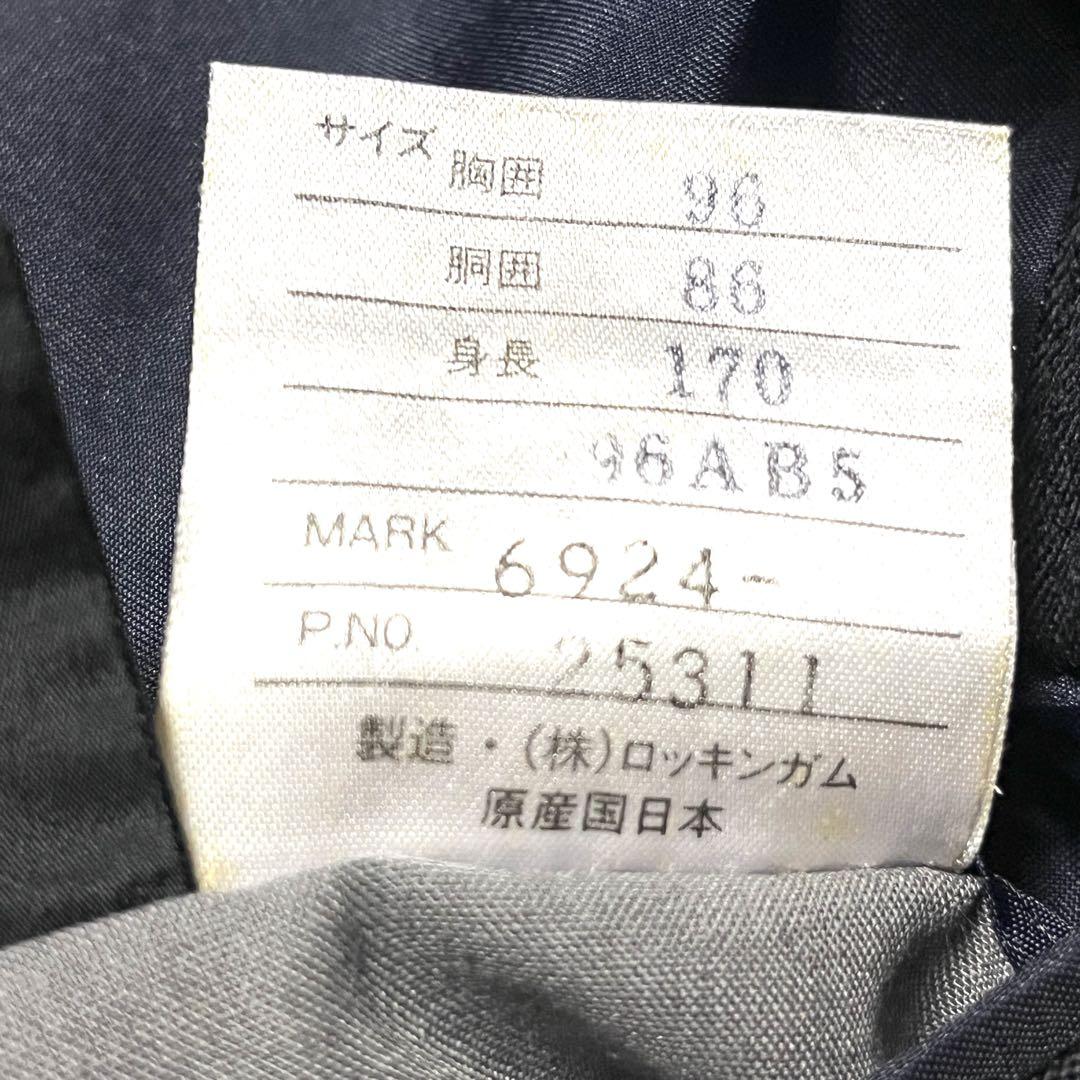 サイズ 胸囲 96
胴囲 86
身長 170
96AB5
MARK 6924-
P.NO. 25311
製造・(株)ロッキンガム
原産国日本